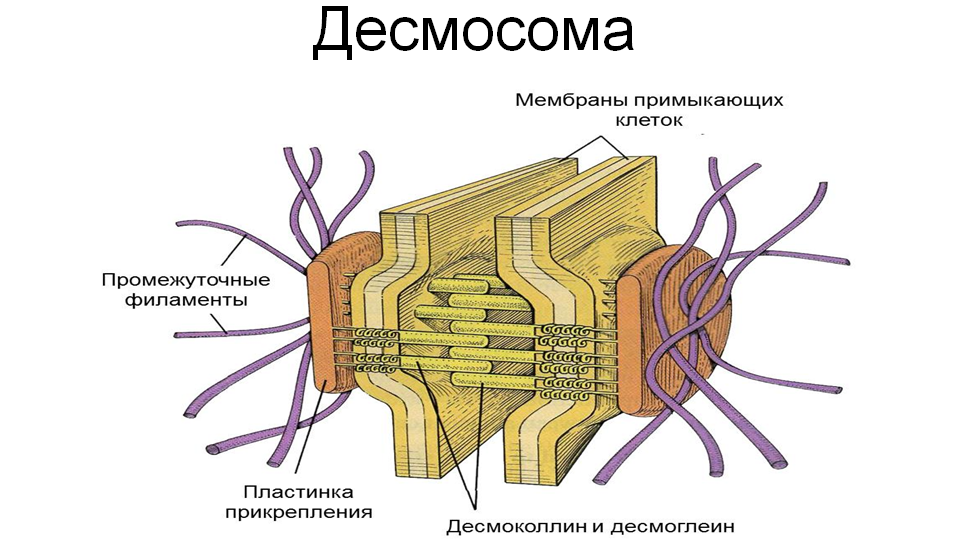 Десмосома
Мембраны примыкающих
клеток
Промежуточные
филаменты
Пластинка
прикрепления
Десмоколлин и десмоглеин